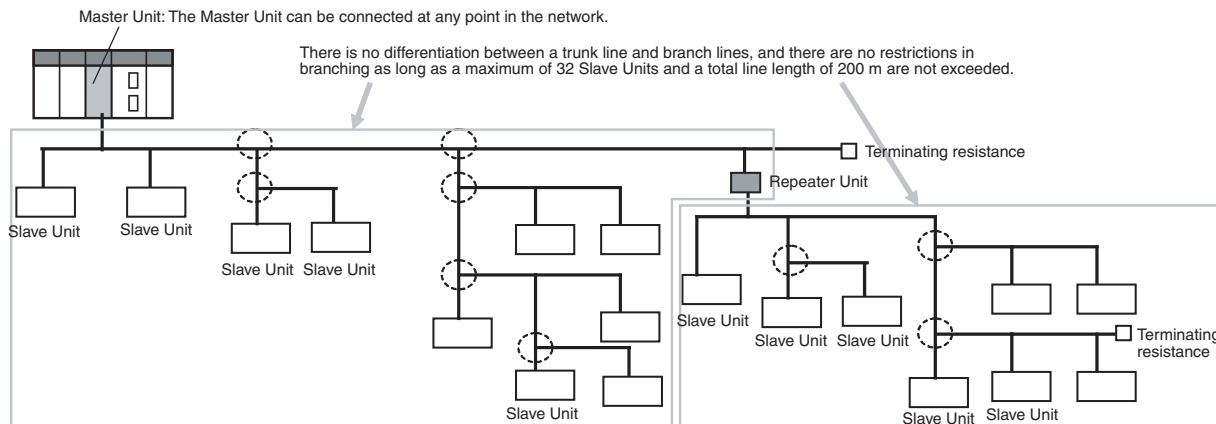 Master Unit: The Master Unit can be connected at any point in the network.
There is no differentiation between a trunk line and branch lines, and there are no restrictions in
branching as long as a maximum of 32 Slave Units and a total line length of 200 m are not exceeded.
Terminating resistance
Repeater Unit
Slave Unit
Slave Unit
Slave Unit
Slave Unit
Slave Unit
Slave Unit
Slave Unit
Terminating
resistance
Slave Unit
Slave Unit
Slave Unit